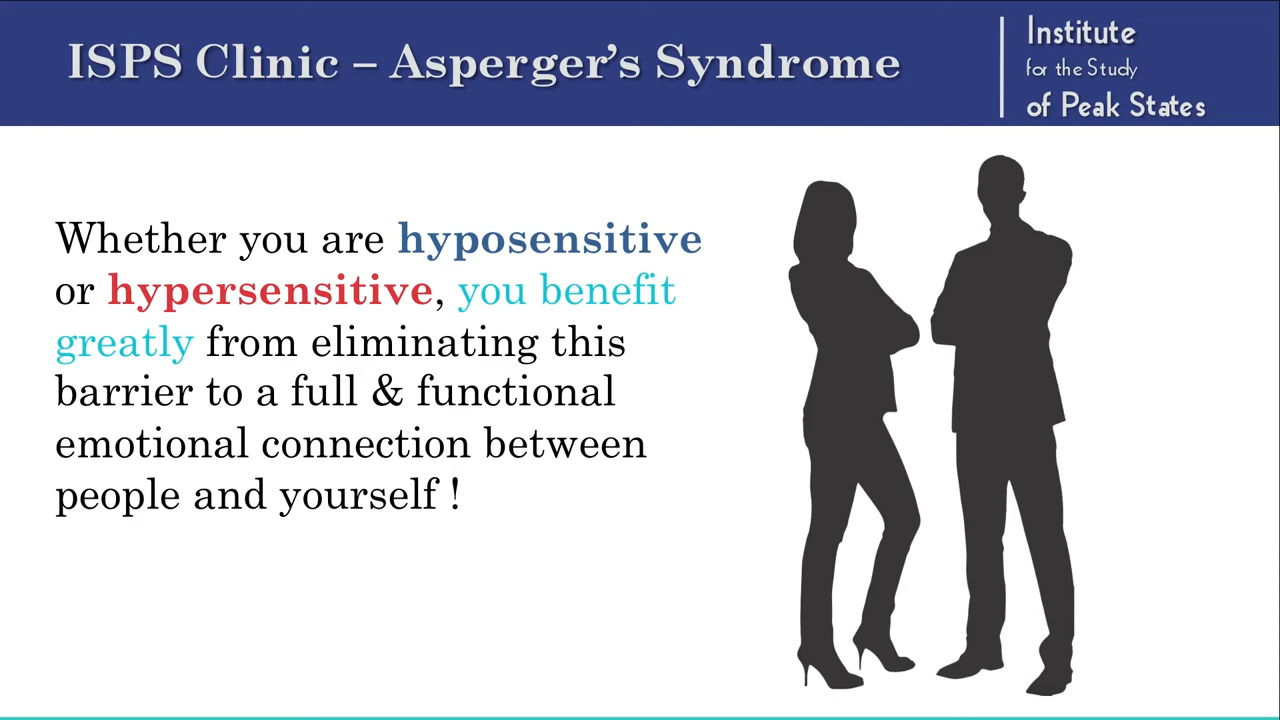 ISPS Clinic – Asperger’s Syndrome
Institute
for the Study
of Peak States
Whether you are hyposensitive
or hypersensitive, you benefit
greatly from eliminating this
barrier to a full & functional
emotional connection between
people and yourself !